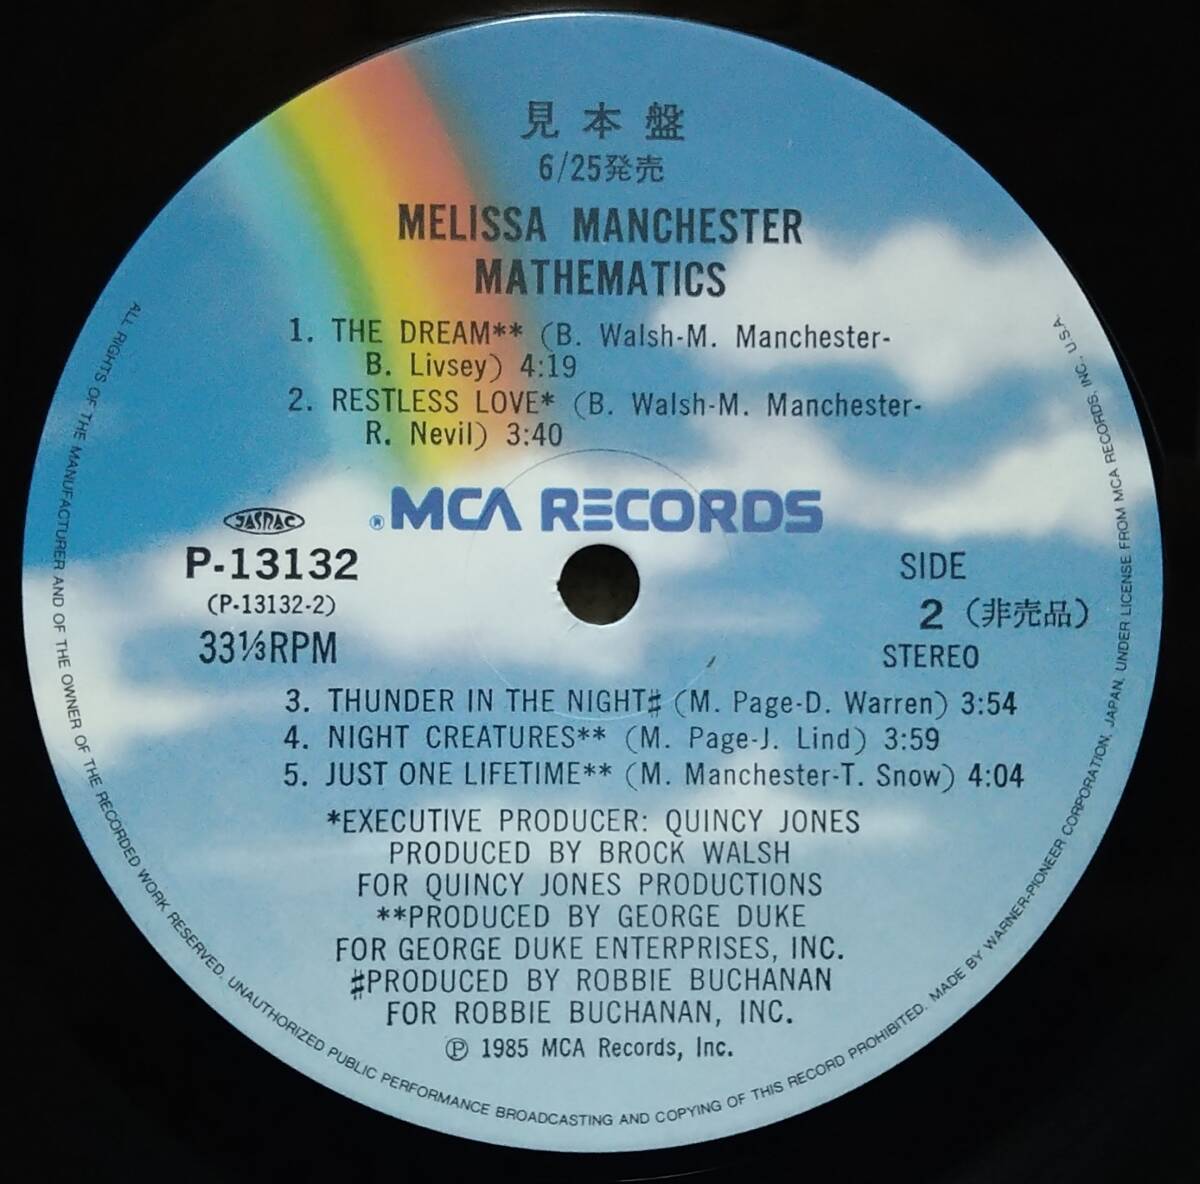 見本盤
6/25発売
MELISSA MANCHESTER
MATHEMATICS
1. THE DREAM** (B. Walsh-M. Manchester-
B. Livsey) 4:19
2. RESTLESS LOVE* (B. Walsh-M. Manchester-
R. Nevil) 3:40
®MCA RECORDS
JASRAC
P-13132
(P-13132-2)
33⅓RPM
SIDE
2 (非売品)
STEREO
3. THUNDER IN THE NIGHT♯ (M. Page-D. Warren) 3:54
4. NIGHT CREATURES** (M. Page-J. Lind) 3:59
5. JUST ONE LIFETIME** (M. Manchester-T. Snow) 4:04
*EXECUTIVE PRODUCER: QUINCY JONES
PRODUCED BY BROCK WALSH
FOR QUINCY JONES PRODUCTIONS
**PRODUCED BY GEORGE DUKE
FOR GEORGE DUKE ENTERPRISES, INC.
♯PRODUCED BY ROBBIE BUCHANAN
FOR ROBBIE BUCHANAN, INC.
Ⓟ 1985 MCA Records, Inc.
ALL RIGHTS OF THE MANUFACTURER AND OF THE OWNER OF THE RECORDED WORK RESERVED. UNAUTHORIZED PUBLIC PERFORMANCE BROADCASTING AND COPYING OF THIS RECORD PROHIBITED. MADE BY WARNER-PIONEER CORPORATION, JAPAN, UNDER LICENSE FROM MCA RECORDS, INC., U.S.A.